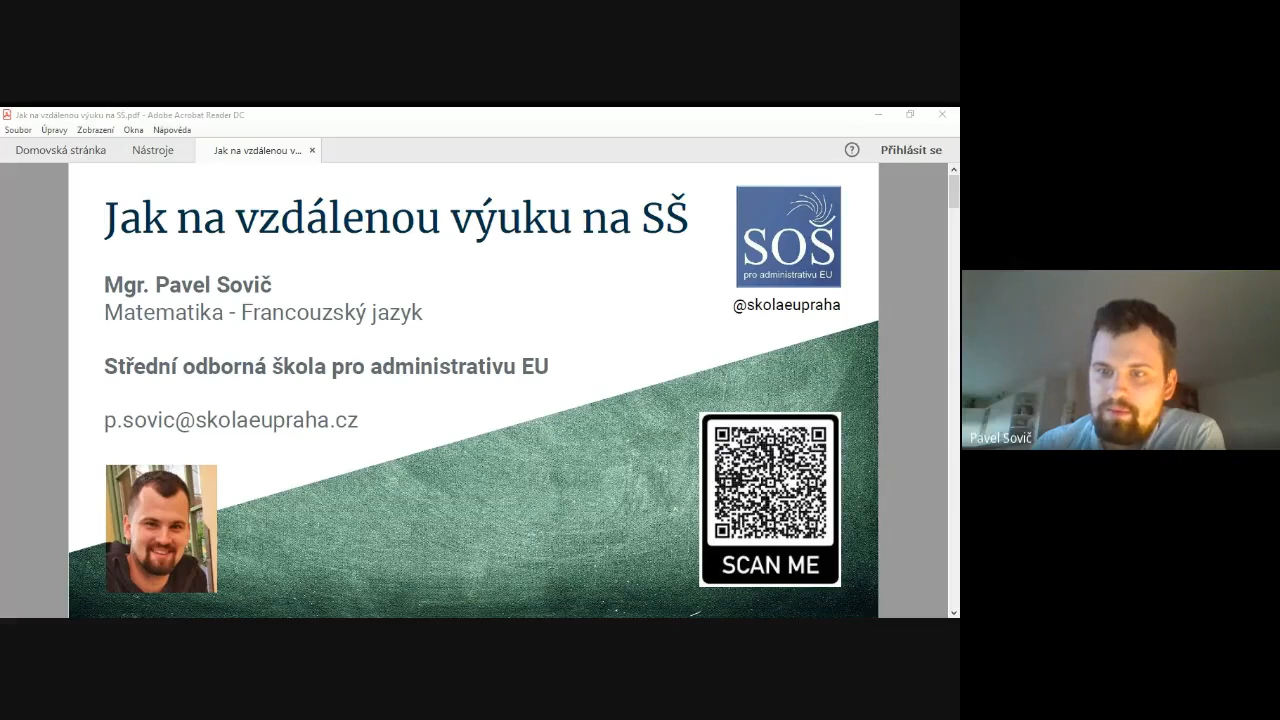 Jak na vzdálenou výuku na SŠ.pdf - Adobe Acrobat Reader DC
Soubor Úpravy Zobrazení Okna Nápověda
Domovská stránka Nástroje Jak na vzdálenou v... × ? Přihlásit se
Jak na vzdálenou výuku na SŠ
SOŠ
pro administrativu EU
@skolaeupraha
Mgr. Pavel Sovič
Matematika - Francouzský jazyk
Střední odborná škola pro administrativu EU
p.sovic@skolaeupraha.cz
SCAN ME
Pavel Sovič